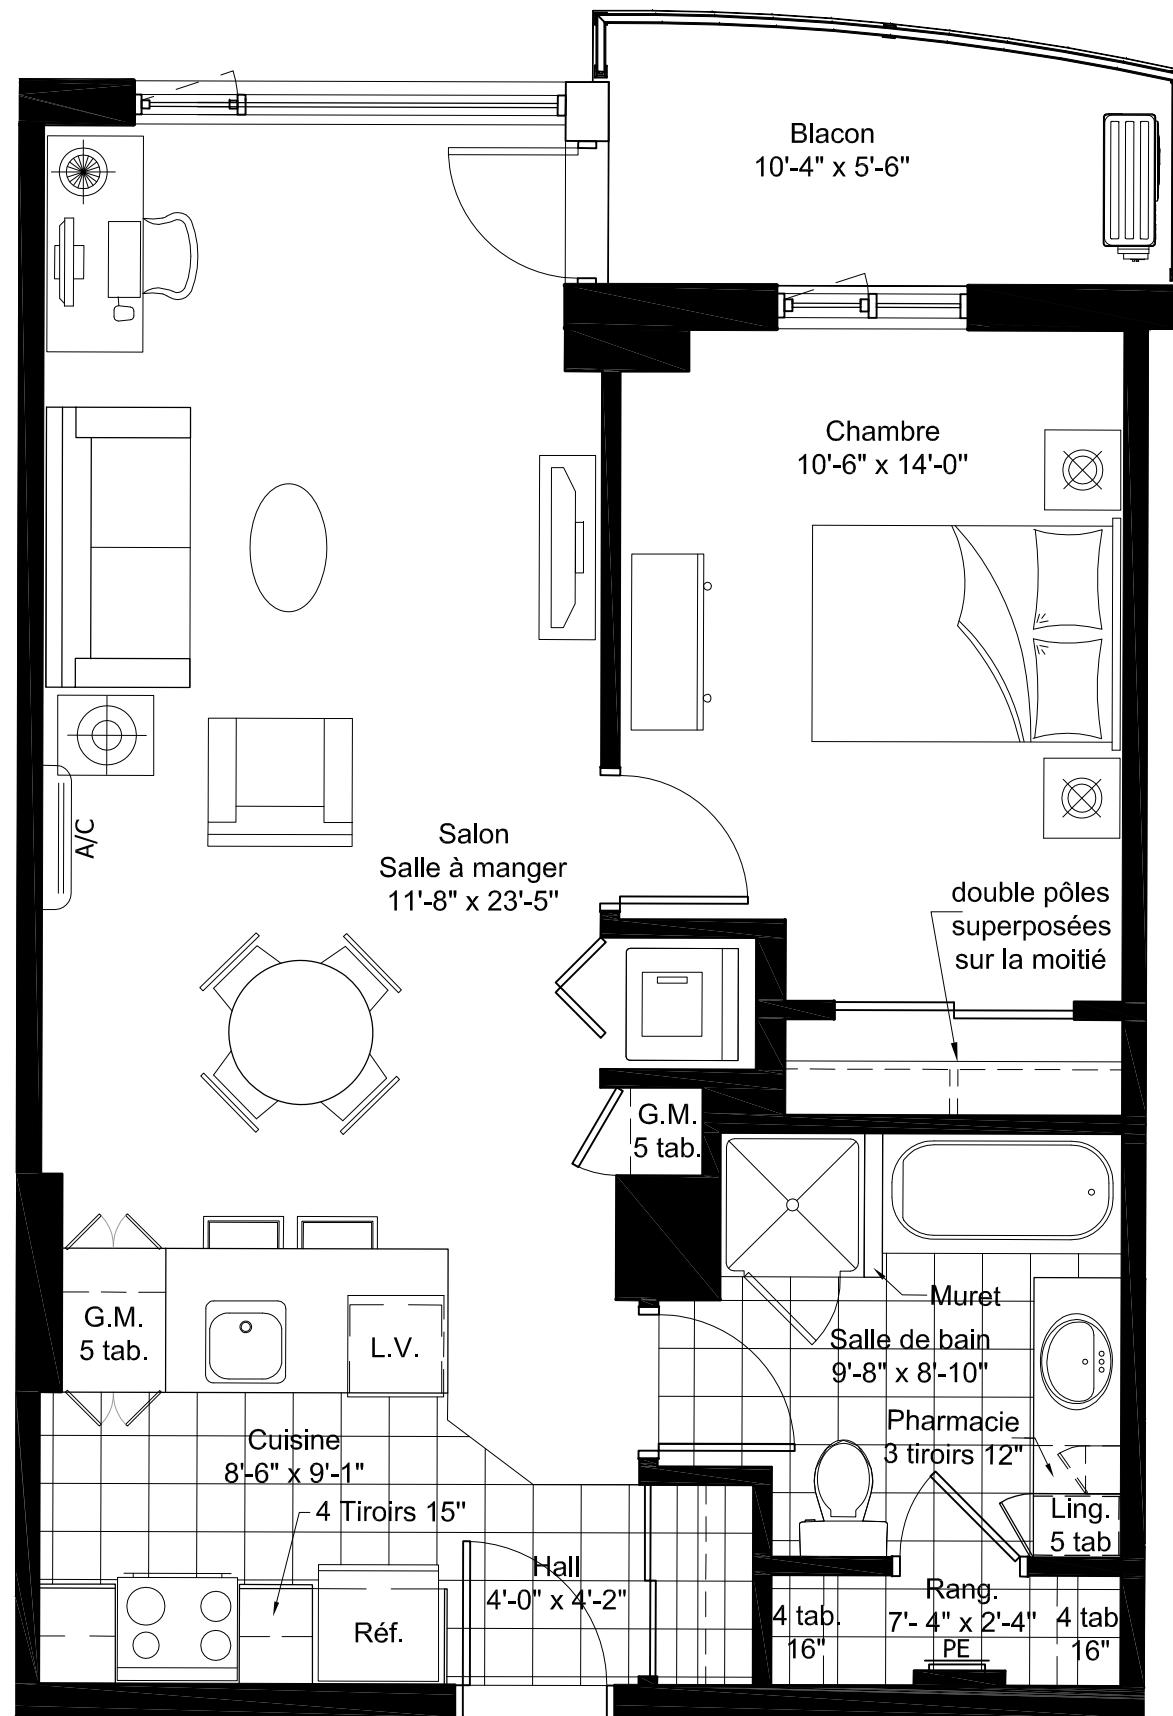 Blacon
10'-4" x 5'-6"
Chambre
10'-6" x 14'-0"
A/C
Salon
Salle à manger
11'-8" x 23'-5"
double pôles
superposées
sur la moitié
G.M.
5 tab.
G.M.
5 tab.
L.V.
Muret
Salle de bain
9'-8" x 8'-10"
Pharmacie
3 tiroirs 12"
Cuisine
8'-6" x 9'-1"
4 Tiroirs 15"
Ling.
5 tab
Hall
4'-0" x 4'-2"
Réf.
Rang.
7'- 4" x 2'-4"
4 tab.
16"
4 tab
16"
PE